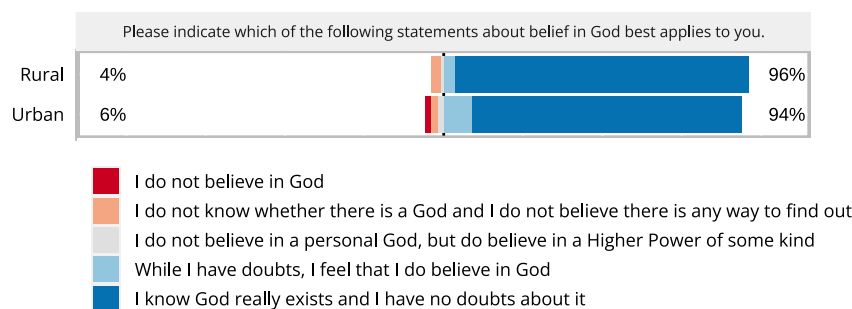 Please indicate which of the following statements about belief in God best applies to you.
Rural 4% 96%
Urban 6% 94%
I do not believe in God
I do not know whether there is a God and I do not believe there is any way to find out
I do not believe in a personal God, but do believe in a Higher Power of some kind
While I have doubts, I feel that I do believe in God
I know God really exists and I have no doubts about it